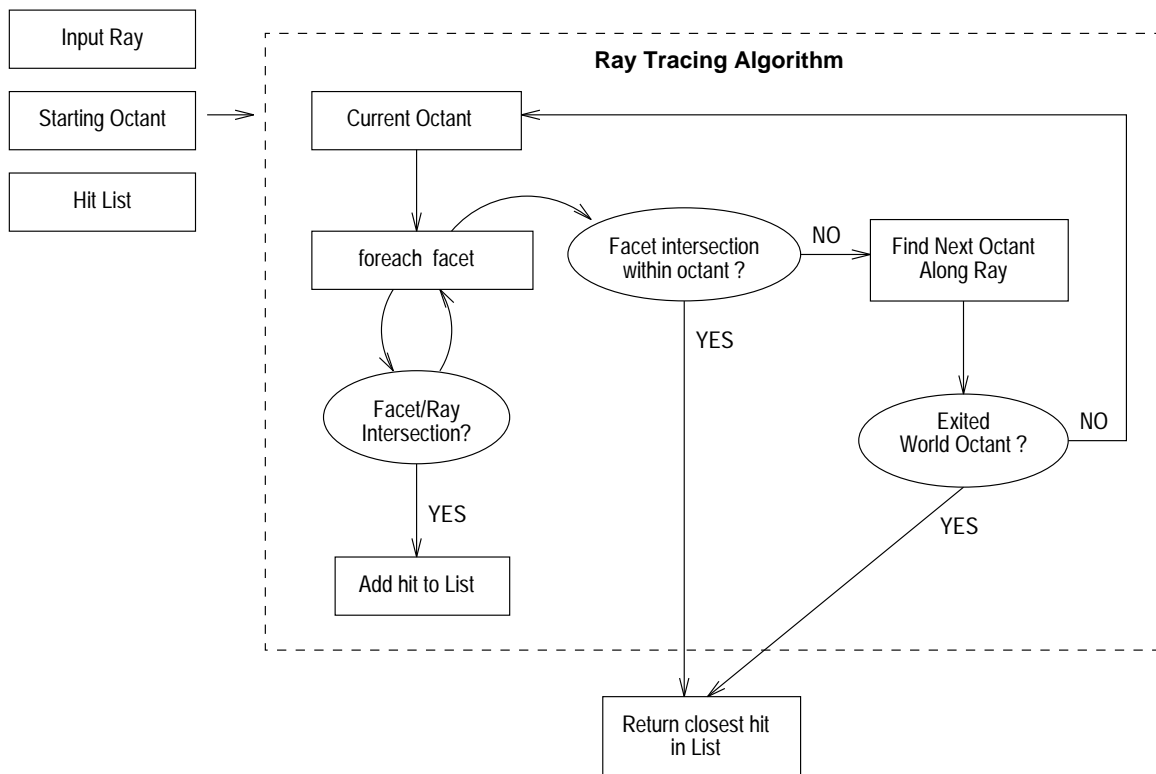 Input Ray
Starting Octant
Hit List
Ray Tracing Algorithm
Current Octant
foreach facet
Facet/Ray
Intersection?
YES
Add hit to List
Facet intersection
within octant ?
NO
YES
Find Next Octant
Along Ray
Exited
World Octant ?
NO
YES
Return closest hit
in List